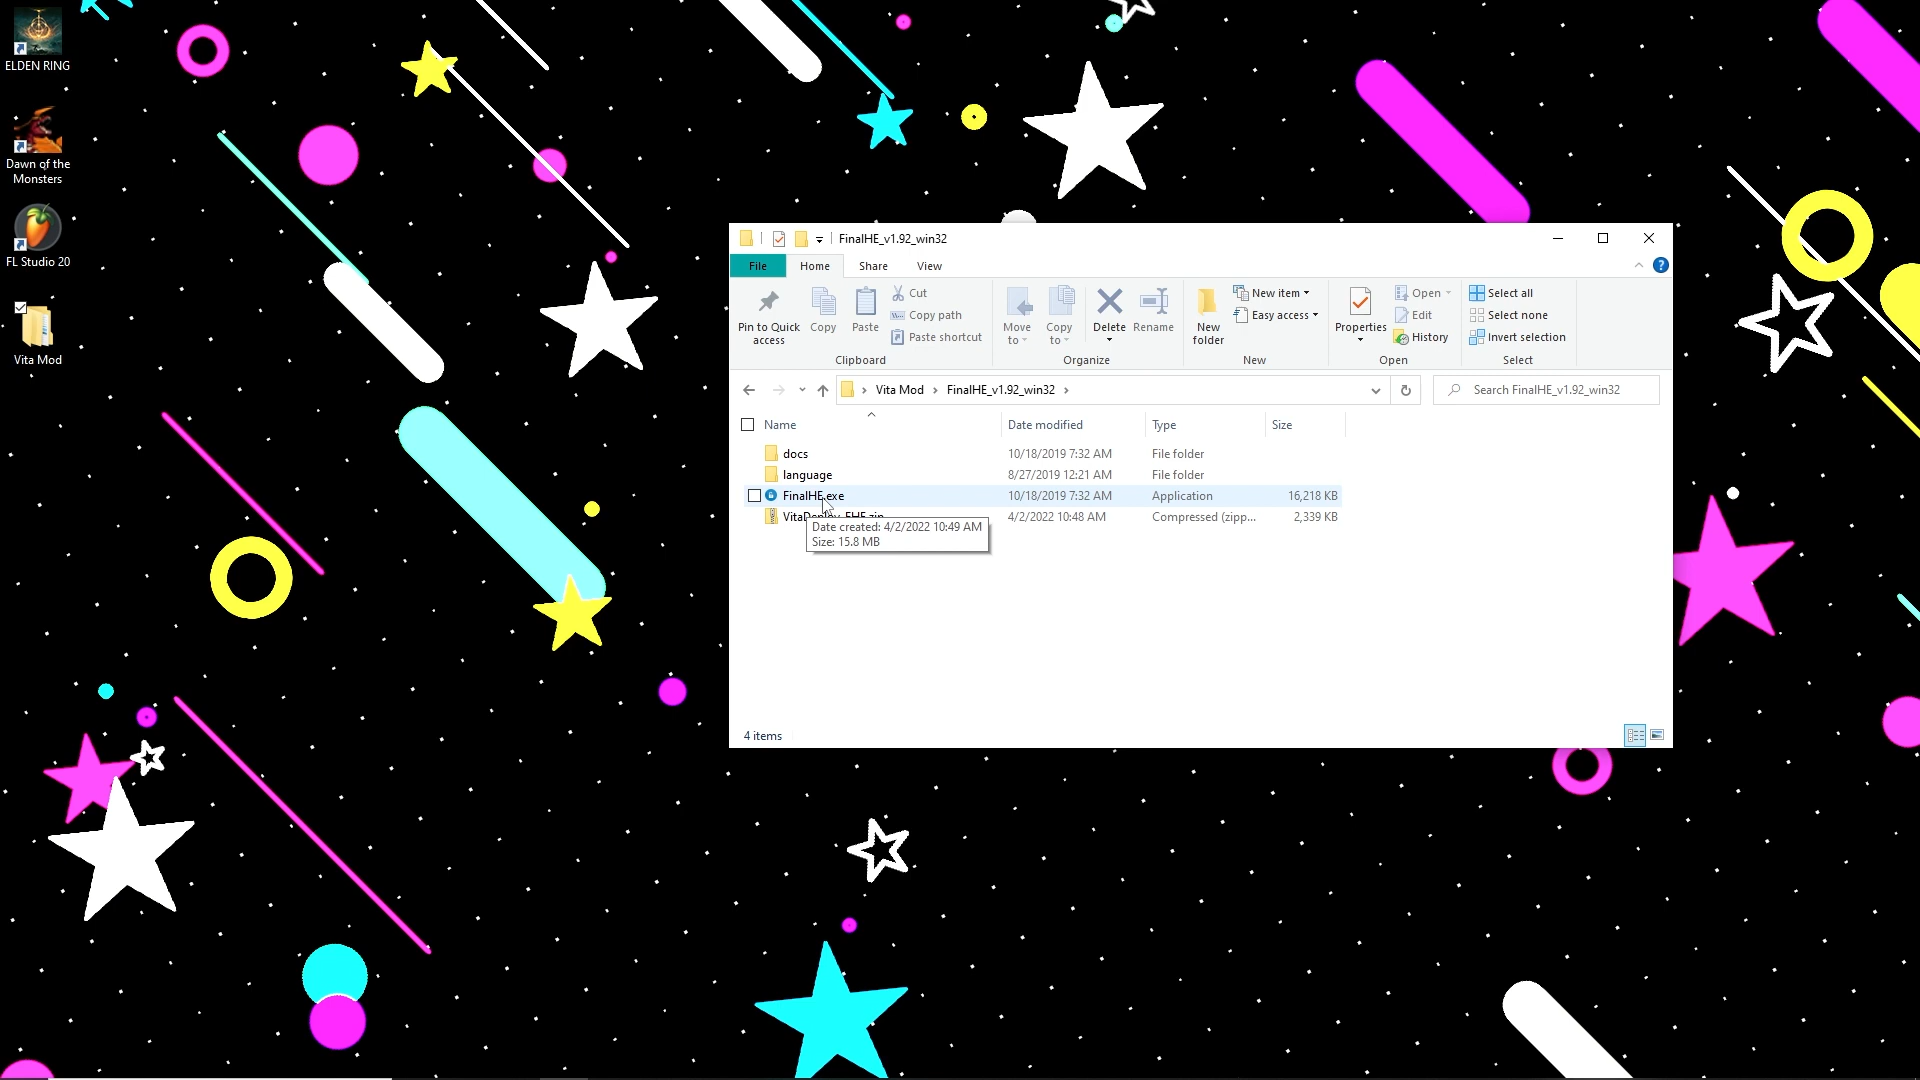 ELDEN RING
Dawn of the
Monsters
FL Studio 20
Vita Mod
FinalHE_v1.92_win32
File
Home
Share
View
Pin to Quick
access
Copy
Paste
Cut
Copy path
Paste shortcut
Clipboard
Move
to
Copy
to
Delete
Rename
Organize
New
folder
New item
Easy access
New
Properties
Open
Edit
History
Open
Select all
Select none
Invert selection
Select
Vita Mod
FinalHE_v1.92_win32
Search FinalHE_v1.92_win32
Name
Date modified
Type
Size
docs
10/18/2019 7:32 AM
File folder
language
8/27/2019 12:21 AM
File folder
FinalHE.exe
10/18/2019 7:32 AM
Application
16,218 KB
4/2/2022 10:48 AM
Compressed (zipp...
2,339 KB
Date created: 4/2/2022 10:49 AM
Size: 15.8 MB
4 items